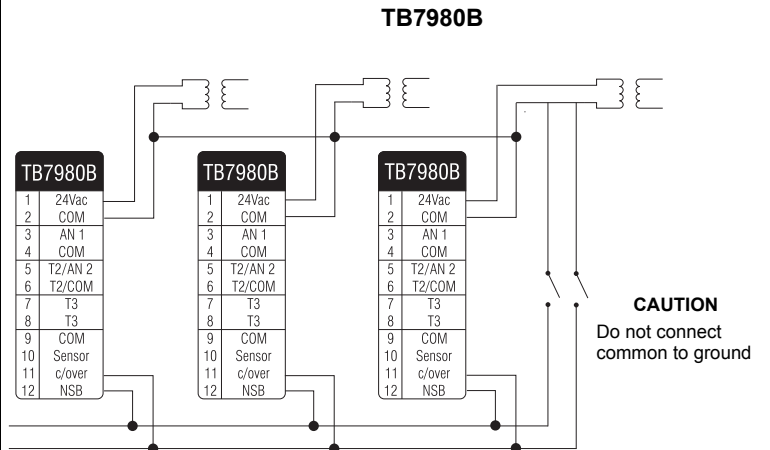 TB7980B
TB7980B
1 24Vac
2 COM
3 AN 1
4 COM
5 T2/AN 2
6 T2/COM
7 T3
8 T3
9 COM
10 Sensor
11 c/over
12 NSB
TB7980B
1 24Vac
2 COM
3 AN 1
4 COM
5 T2/AN 2
6 T2/COM
7 T3
8 T3
9 COM
10 Sensor
11 c/over
12 NSB
TB7980B
1 24Vac
2 COM
3 AN 1
4 COM
5 T2/AN 2
6 T2/COM
7 T3
8 T3
9 COM
10 Sensor
11 c/over
12 NSB
CAUTION
Do not connect
common to ground